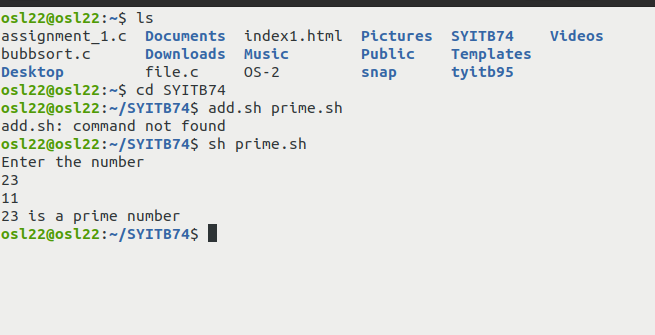 osl22@osl22:~$ ls
assignment_1.c  Documents  index1.html  Pictures  SYITB74    Videos
bubbsort.c      Downloads  Music        Public    Templates
Desktop         file.c     OS-2         snap      tyitb95
osl22@osl22:~$ cd SYITB74
osl22@osl22:~/SYITB74$ add.sh prime.sh
add.sh: command not found
osl22@osl22:~/SYITB74$ sh prime.sh
Enter the number
23
11
23 is a prime number
osl22@osl22:~/SYITB74$